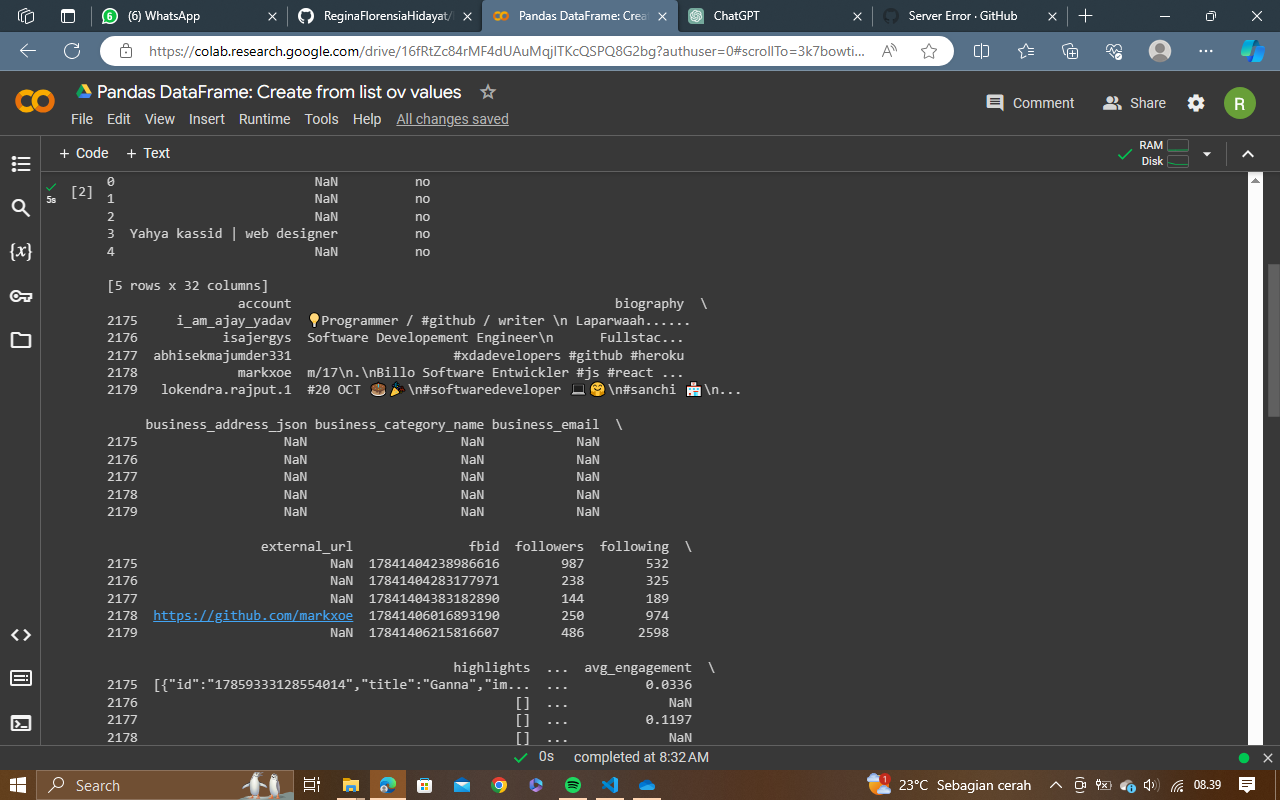 (6) WhatsApp
ReginaFlorensiaHidayat/
Pandas DataFrame: Crea
ChatGPT
Server Error · GitHub
https://colab.research.google.com/drive/16fRtZc84rMF4dUAuMqjlTKcQSPQ8G2bg?authuser=0#scrollTo=3k7bowti...
Pandas DataFrame: Create from list ov values
Comment
Share
R
File Edit View Insert Runtime Tools Help All changes saved
+ Code + Text
RAM
Disk
[2]
5s
0 NaN no
1 NaN no
2 NaN no
3 Yahya kassid | web designer no
4 NaN no
[5 rows x 32 columns]
account biography \
2175 i_am_ajay_yadav 💡Programmer / #github / writer \n Laparwaah......
2176 isajergys Software Developement Engineer\n Fullstac...
2177 abhisekmajumder331 #xdadevelopers #github #heroku
2178 markxoe m/17\n.\nBillo Software Entwickler #js #react ...
2179 lokendra.rajput.1 #20 OCT 🎂🎉\n#softwaredeveloper 💻🤗\n#sanchi 🏩\n...
business_address_json business_category_name business_email \
2175 NaN NaN NaN
2176 NaN NaN NaN
2177 NaN NaN NaN
2178 NaN NaN NaN
2179 NaN NaN NaN
external_url fbid followers following \
2175 NaN 17841404238986616 987 532
2176 NaN 17841404283177971 238 325
2177 NaN 17841404383182890 144 189
2178 https://github.com/markxoe 17841406016893190 250 974
2179 NaN 17841406215816607 486 2598
highlights ... avg_engagement \
2175 [{"id":"17859333128554014","title":"Ganna","im... ... 0.0336
2176 [] ... NaN
2177 [] ... 0.1197
2178 [] ... NaN
0s completed at 8:32 AM
Search
1
23°C Sebagian cerah
08.39